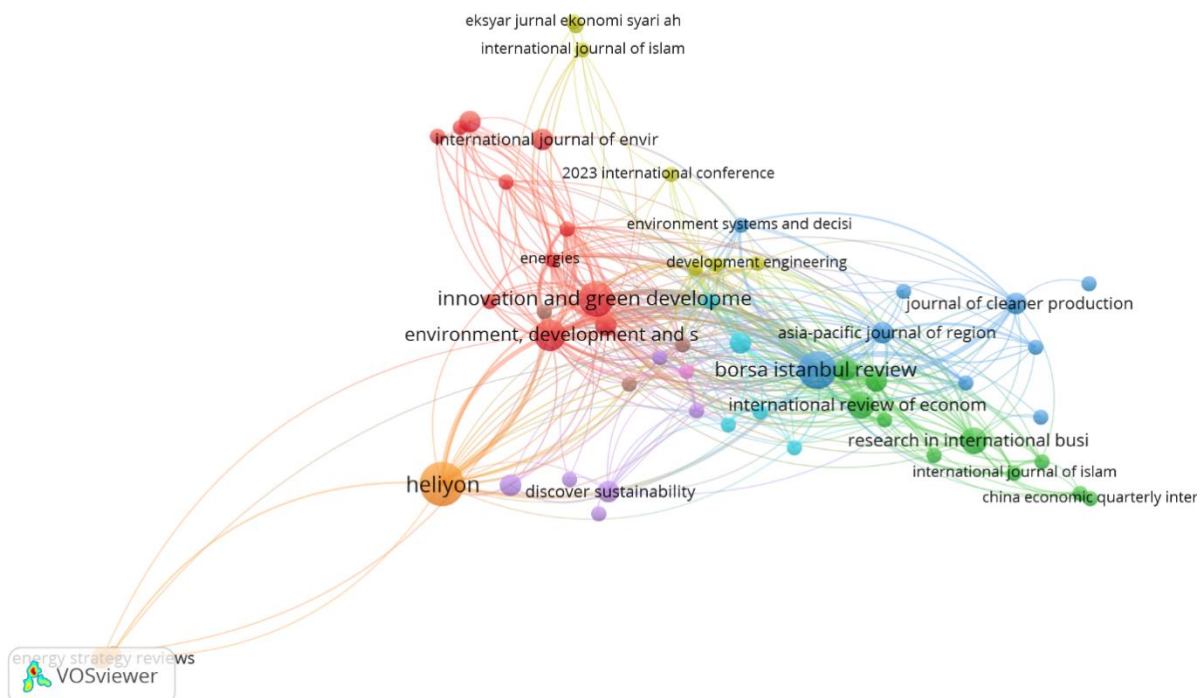 eksyar jurnal ekonomi syari ah
international journal of islam
international journal of envir
2023 international conference
environment systems and decisi
energies
development engineering
innovation and green developme
journal of cleaner production
environment, development and s
asia-pacific journal of region
borsa istanbul review
international review of econom
research in international busi
international journal of islam
heliyon
discover sustainability
china economic quarterly inter
energy strategy reviews
VOSviewer